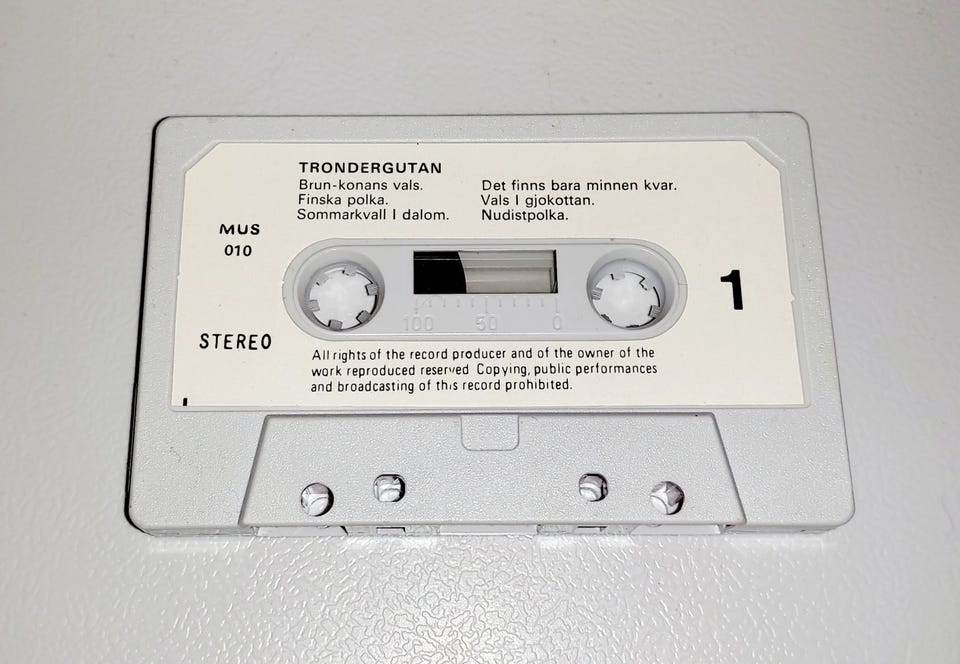 TRONDERGUTAN
Brun-konans vals.
Finska polka.
Sommarkvall I dalom.
Det finns bara minnen kvar.
Vals I gjokottan.
Nudistpolka.
MUS
010
1
100 50 0
STEREO
All rights of the record producer and of the owner of the
work reproduced reserved Copying, public performances
and broadcasting of this record prohibited.